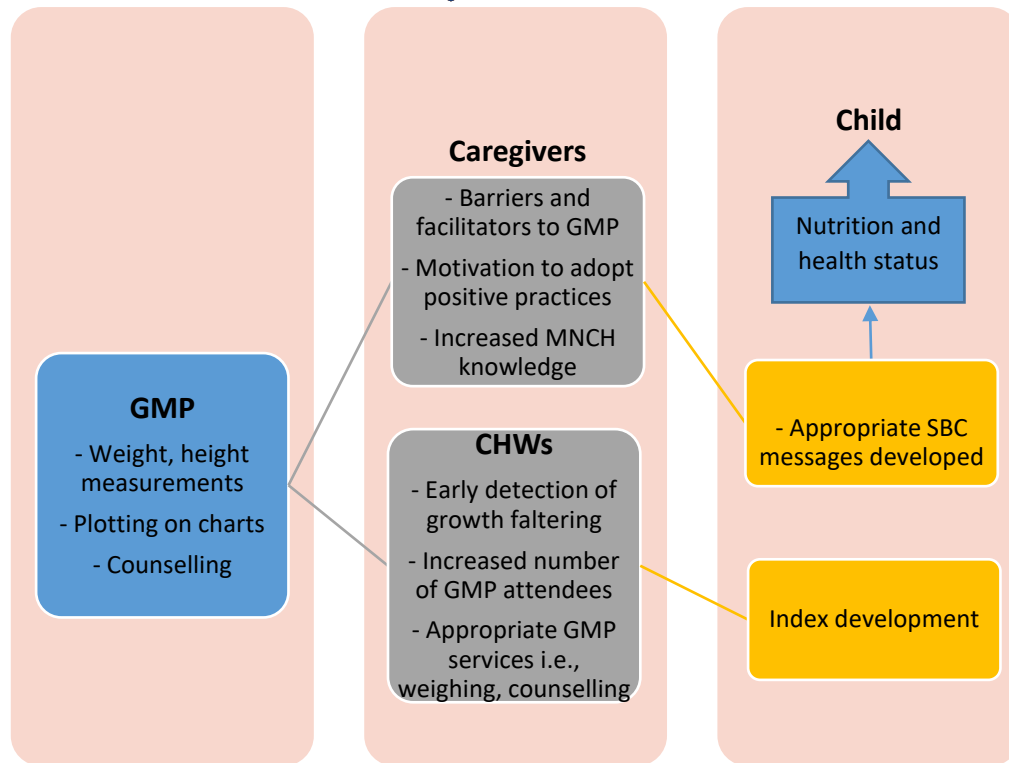 GMP
- Weight, height
measurements
- Plotting on charts
- Counselling
Caregivers
- Barriers and
facilitators to GMP
- Motivation to adopt
positive practices
- Increased MNCH
knowledge
CHWs
- Early detection of
growth faltering
- Increased number
of GMP attendees
- Appropriate GMP
services i.e.,
weighing, counselling
Child
Nutrition and
health status
- Appropriate SBC
messages developed
Index development